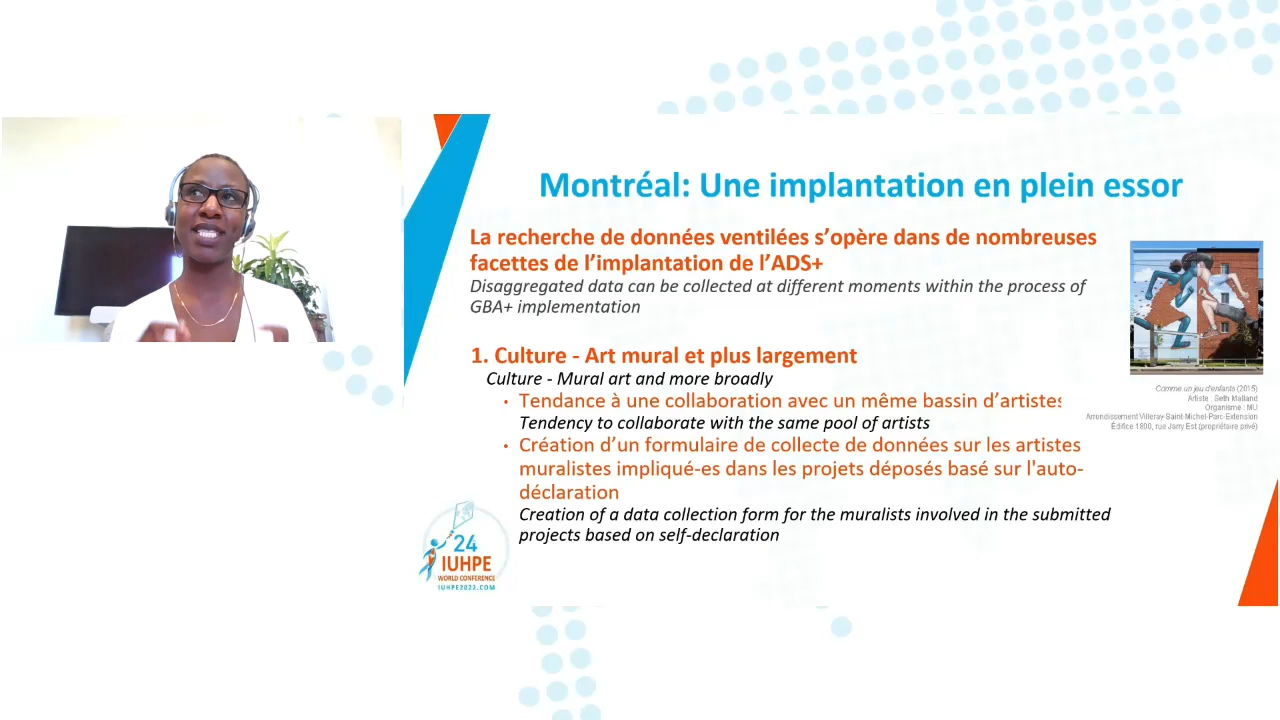 Montréal: Une implantation en plein essor
La recherche de données ventilées s’opère dans de nombreuses
facettes de l’implantation de l’ADS+
Disaggregated data can be collected at different moments within the process of
GBA+ implementation
1. Culture - Art mural et plus largement
Culture - Mural art and more broadly
• Tendance à une collaboration avec un même bassin d’artistes
Tendency to collaborate with the same pool of artists
• Création d’un formulaire de collecte de données sur les artistes
muralistes impliqué-es dans les projets déposés basé sur l'auto-
déclaration
Creation of a data collection form for the muralists involved in the submitted
projects based on self-declaration
Comme un jeu d'enfants (2015)
Artiste : Seth Malland
Organisme : MU
Arrondissement Villeray-Saint-Michel-Parc-Extension
Édifice 1800, rue Jarry Est (propriétaire privé)
24
IUHPE
WORLD CONFERENCE
IUHPE2022.COM